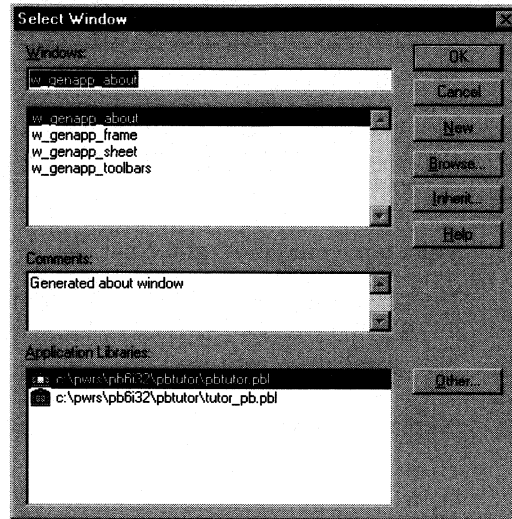 Select Window
Windows:
OK
w_genapp_about
Cancel
w_genapp_about
w_genapp_frame
w_genapp_sheet
w_genapp_toolbars
New
Browse...
Inherit...
Help
Comments:
Generated about window
Application Libraries:
c:\pwrs\pb6i32\pbtutor\pbtutor.pbl
c:\pwrs\pb6i32\pbtutor\tutor_pb.pbl
Other...